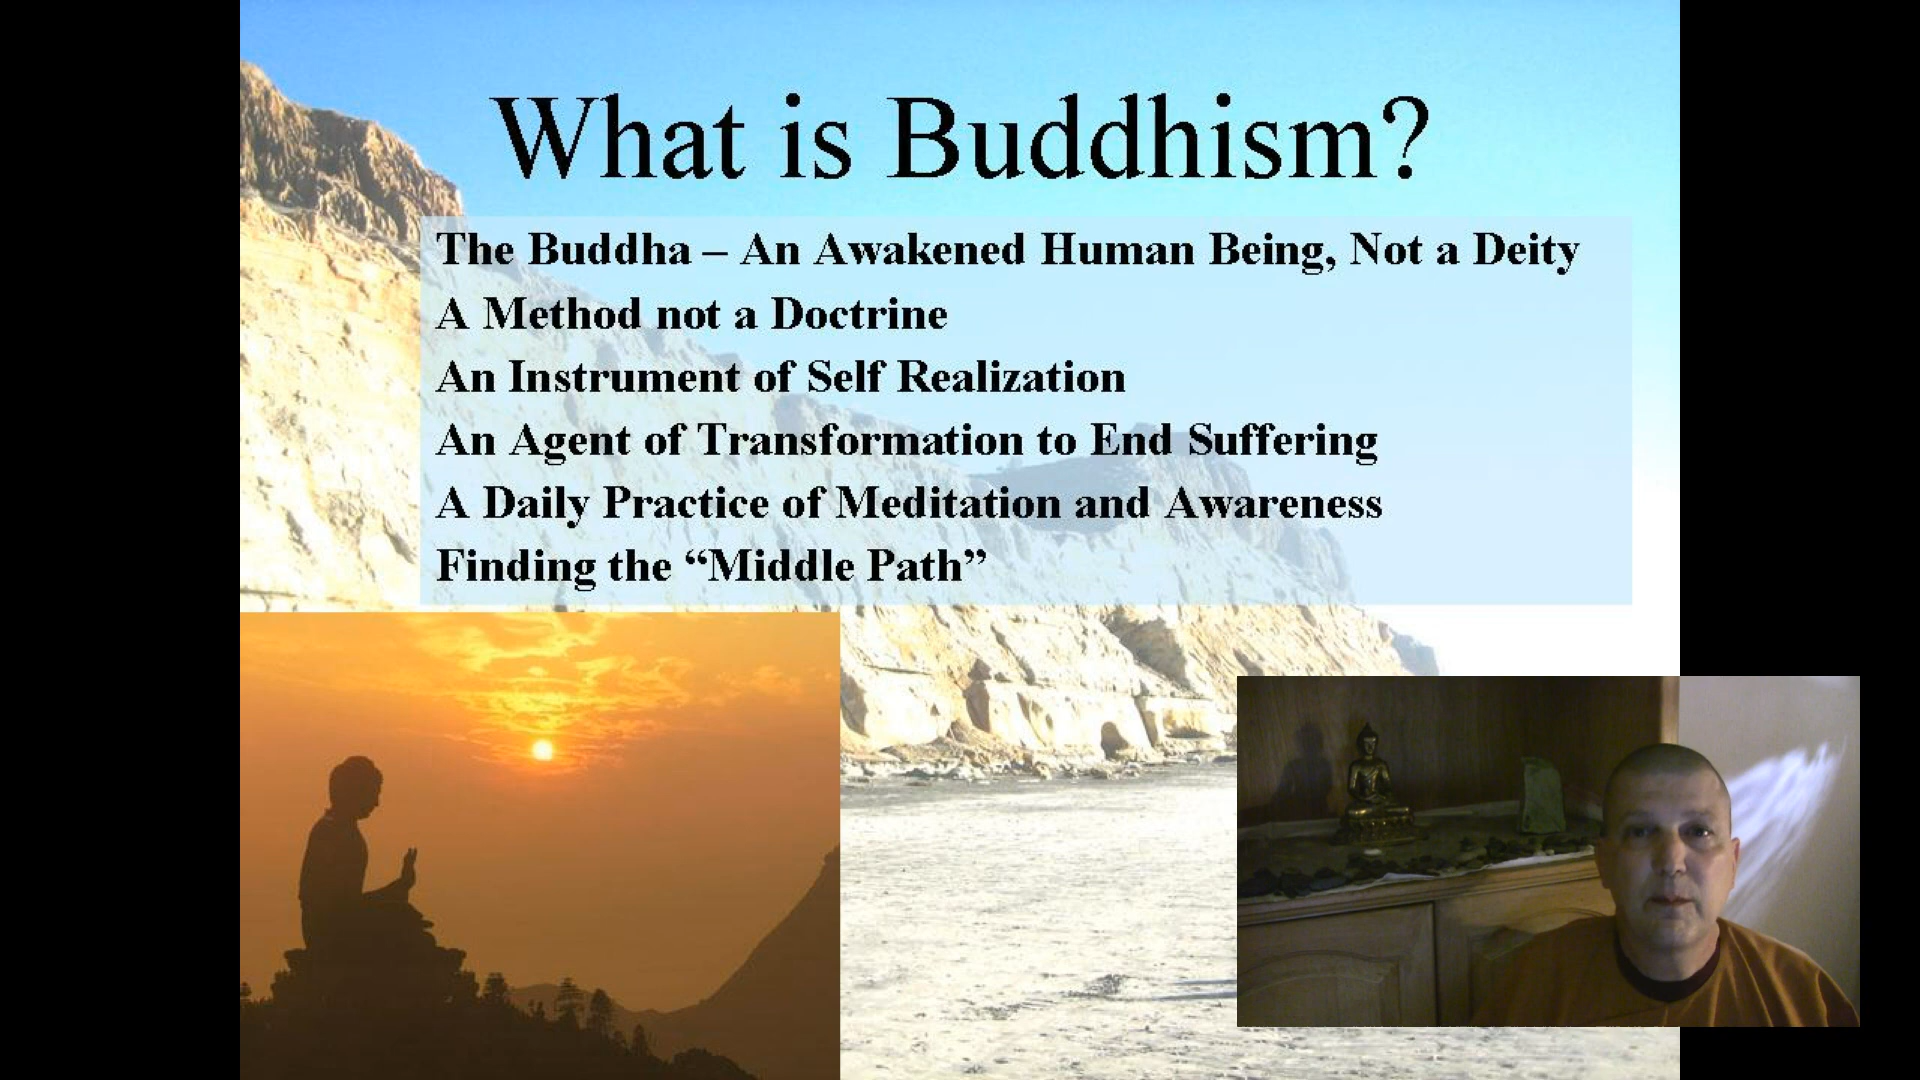 What is Buddhism?
The Buddha – An Awakened Human Being, Not a Deity
A Method not a Doctrine
An Instrument of Self Realization
An Agent of Transformation to End Suffering
A Daily Practice of Meditation and Awareness
Finding the “Middle Path”